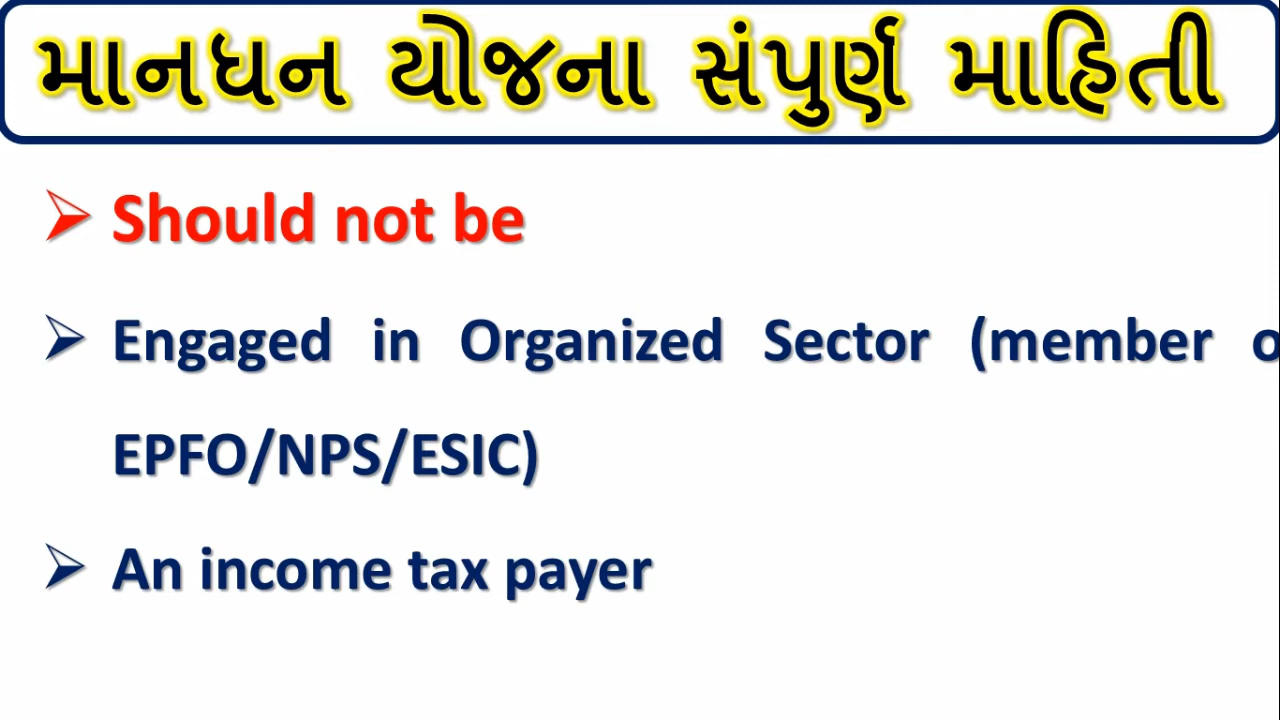 માનધન યોજના સંપુર્ણ માહિતી
Should not be
Engaged in Organized Sector (member
EPFO/NPS/ESIC)
An income tax payer